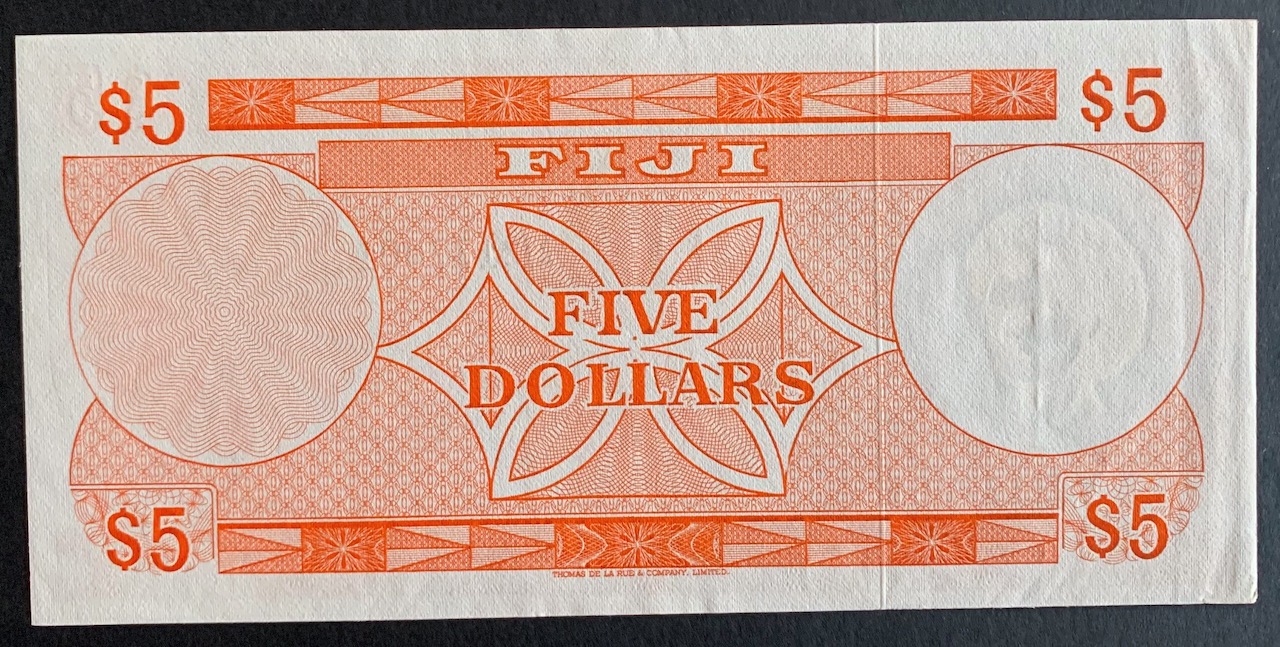 $5 $5
FIJI
FIVE
DOLLARS
$5 $5
THOMAS DE LA RUE & COMPANY, LIMITED.